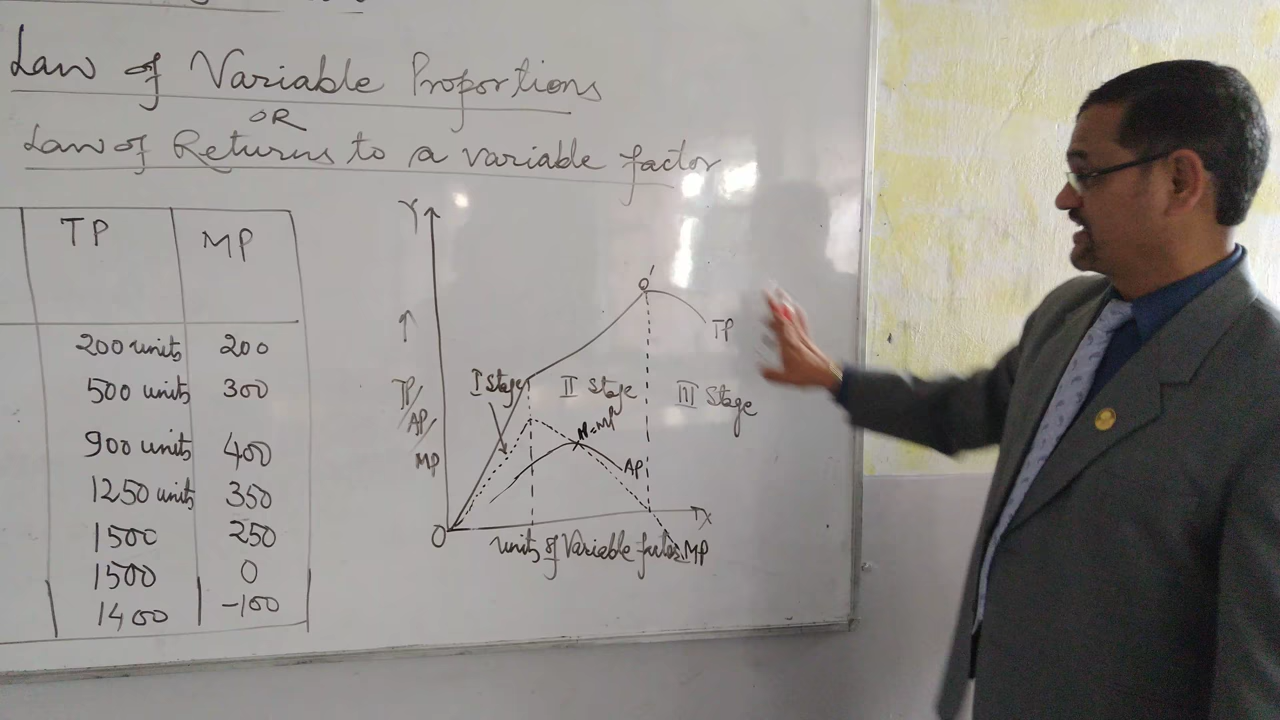 Law of Variable Proportions
OR
Law of Returns to a variable factor
TP MP
200 units 200
500 units 300
900 units 400
1250 units 350
1500 250
1500 0
1400 -100
Y
Q'
TP
I stage II Stage III Stage
TP/
AP/
MP
=MP
AP
O
X
units of Variable factor MP